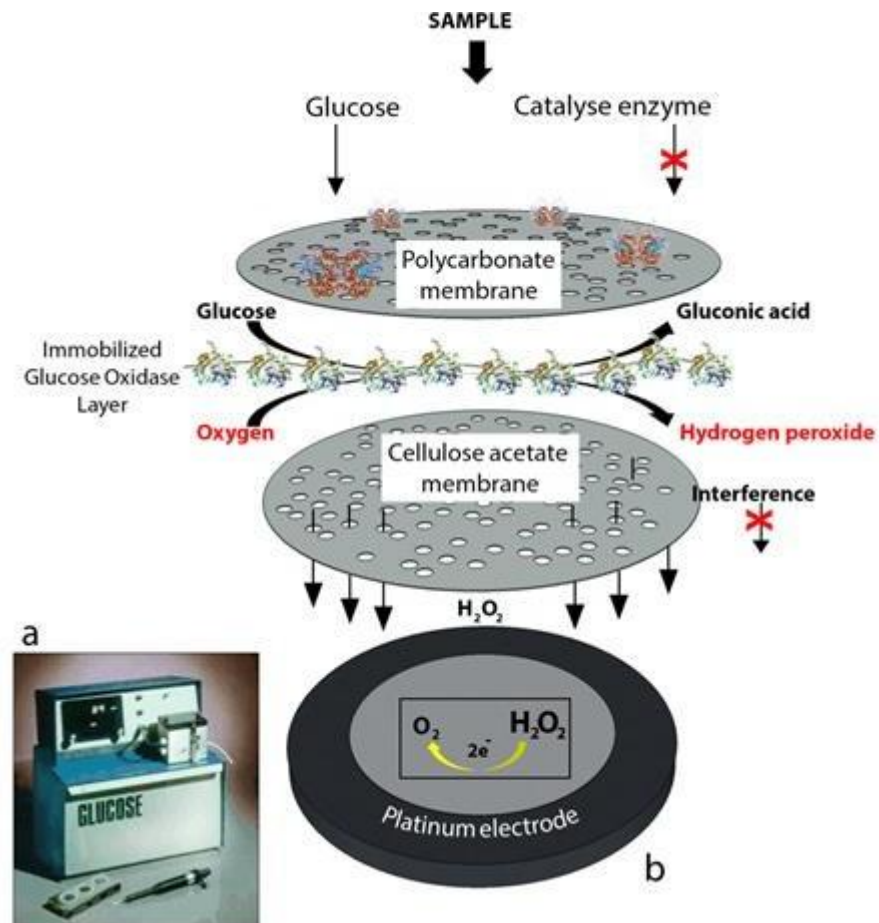 SAMPLE
Glucose
Catalyse enzyme
Polycarbonate
membrane
Glucose
Gluconic acid
Immobilized
Glucose Oxidase
Layer
Oxygen
Hydrogen peroxide
Cellulose acetate
membrane
Interference
H₂O₂
a
GLUCOSE
O₂
2e⁻
H₂O₂
Platinum electrode
b